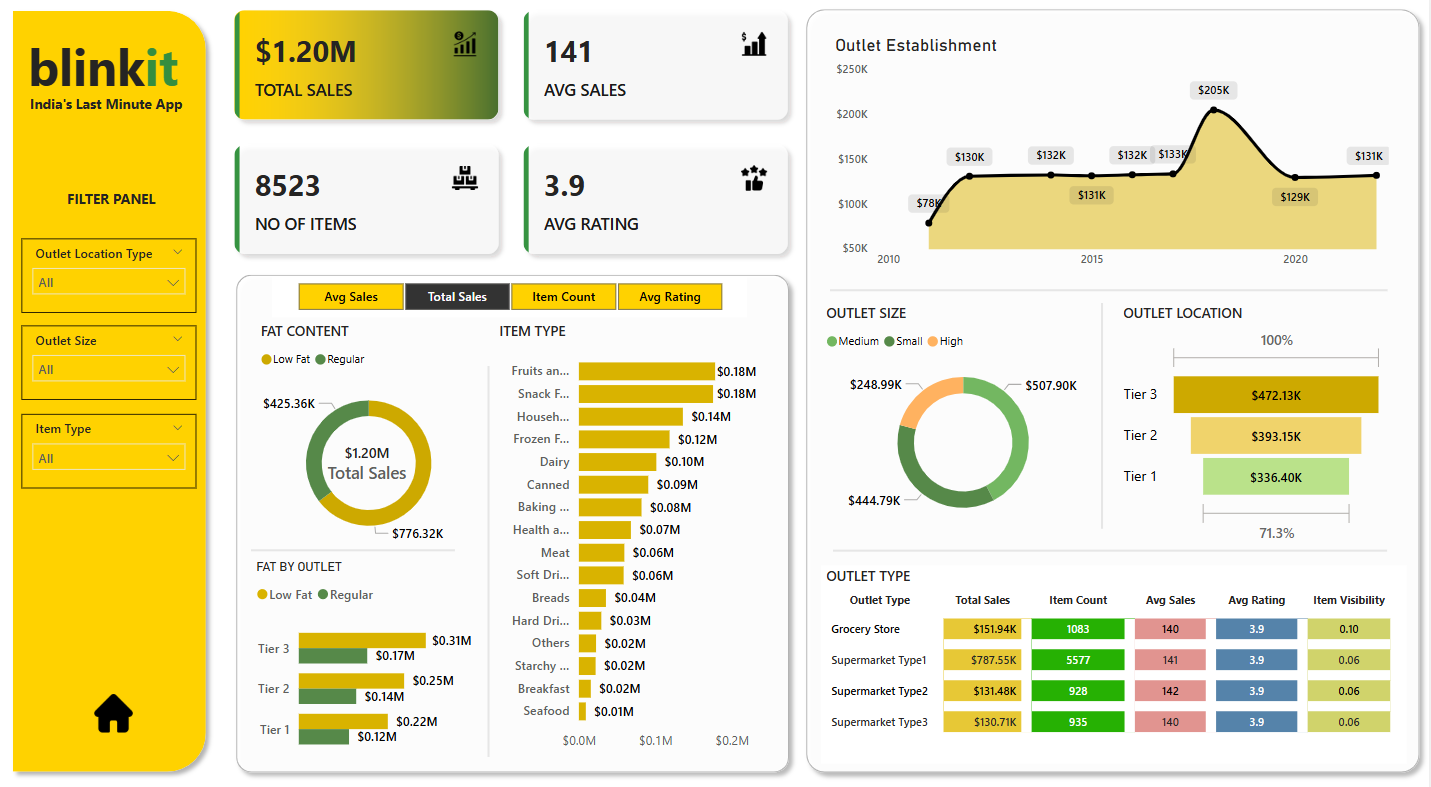 blinkit
India's Last Minute App
FILTER PANEL
Outlet Location Type
All
Outlet Size
All
Item Type
All
$1.20M
TOTAL SALES
141
AVG SALES
8523
NO OF ITEMS
3.9
AVG RATING
Avg Sales Total Sales Item Count Avg Rating
FAT CONTENT
Low Fat Regular
$425.36K
$1.20M
Total Sales
$776.32K
FAT BY OUTLET
Low Fat Regular
Tier 3 $0.31M
$0.17M
Tier 2 $0.25M
$0.14M
Tier 1 $0.22M
$0.12M
ITEM TYPE
Fruits an... $0.18M
Snack F... $0.18M
Househ... $0.14M
Frozen F... $0.12M
Dairy $0.10M
Canned $0.09M
Baking ... $0.08M
Health a... $0.07M
Meat $0.06M
Soft Dri... $0.06M
Breads $0.04M
Hard Dri... $0.03M
Others $0.02M
Starchy ... $0.02M
Breakfast $0.02M
Seafood $0.01M
$0.0M $0.1M $0.2M
Outlet Establishment
$250K
$200K
$150K
$100K
$50K
$78K $130K $132K $131K $132K $133K $205K $129K $131K
2010 2015 2020
OUTLET SIZE
Medium Small High
$248.99K
$507.90K
$444.79K
OUTLET LOCATION
100%
Tier 3 $472.13K
Tier 2 $393.15K
Tier 1 $336.40K
71.3%
OUTLET TYPE
Outlet Type Total Sales Item Count Avg Sales Avg Rating Item Visibility
Grocery Store $151.94K 1083 140 3.9 0.10
Supermarket Type1 $787.55K 5577 141 3.9 0.06
Supermarket Type2 $131.48K 928 142 3.9 0.06
Supermarket Type3 $130.71K 935 140 3.9 0.06